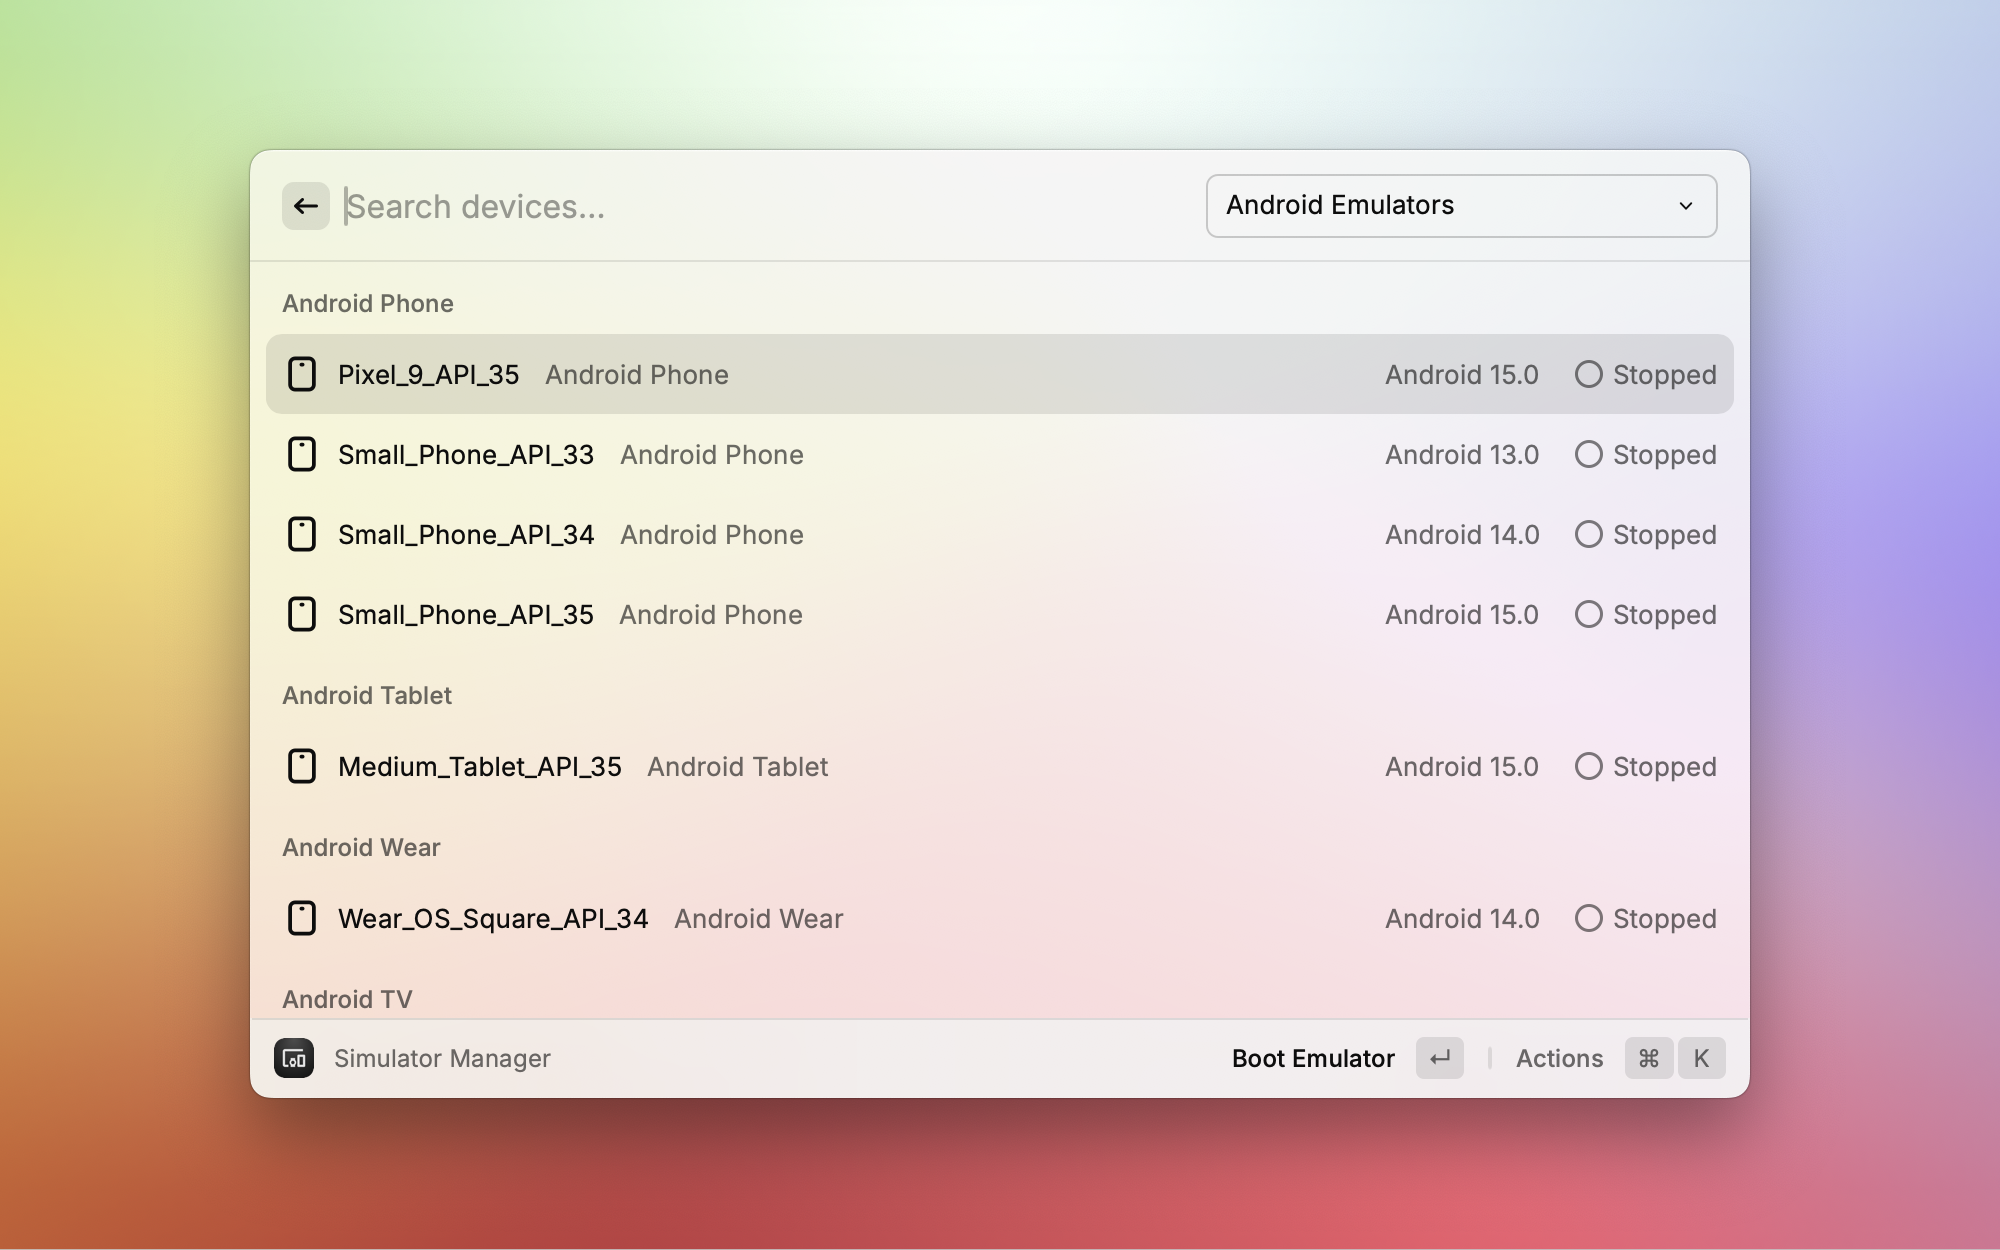 Search devices... Android Emulators
Android Phone
Pixel_9_API_35 Android Phone Android 15.0 Stopped
Small_Phone_API_33 Android Phone Android 13.0 Stopped
Small_Phone_API_34 Android Phone Android 14.0 Stopped
Small_Phone_API_35 Android Phone Android 15.0 Stopped
Android Tablet
Medium_Tablet_API_35 Android Tablet Android 15.0 Stopped
Android Wear
Wear_OS_Square_API_34 Android Wear Android 14.0 Stopped
Android TV
Simulator Manager Boot Emulator ↵ Actions ⌘ K